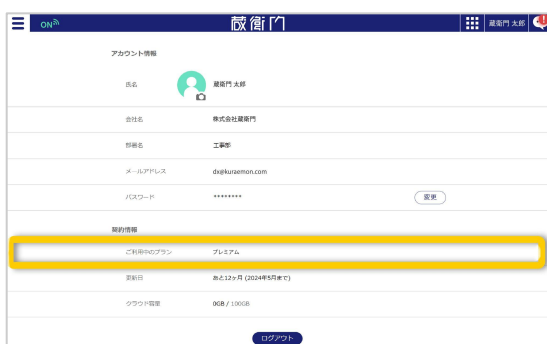 ON
蔵衛門
蔵衛門 太郎
アカウント情報
氏名 蔵衛門 太郎
会社名 株式会社蔵衛門
部署名 工事部
メールアドレス dx@kuraemon.com
パスワード ******** 変更
契約情報
ご利用中のプラン プレミアム
更新日 あと12ヶ月 (2024年5月まで)
クラウド容量 0GB / 100GB
ログアウト